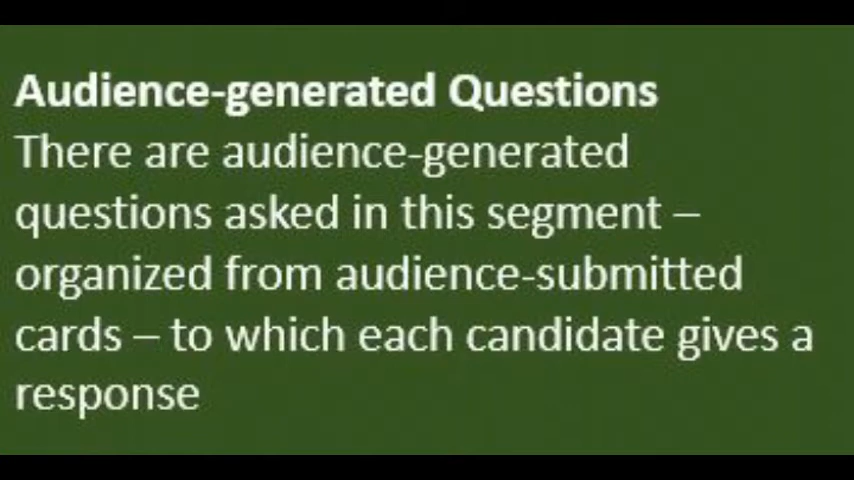 Audience-generated Questions
There are audience-generated
questions asked in this segment –
organized from audience-submitted
cards – to which each candidate gives a
response